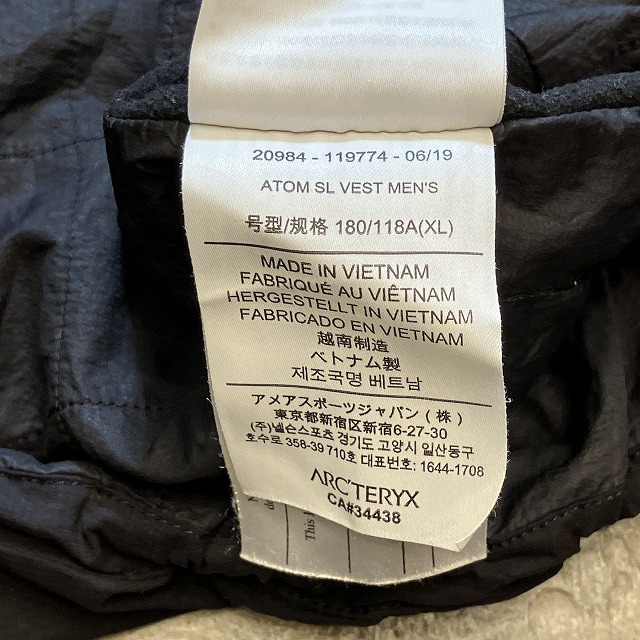 20984 - 119774 - 06/19
ATOM SL VEST MEN'S
号型/规格 180/118A(XL)
MADE IN VIETNAM
FABRIQUÉ AU VIÊTNAM
HERGESTELLT IN VIETNAM
FABRICADO EN VIETNAM
越南制造
ベトナム製
제조국명 베트남
アメアスポーツジャパン (株)
東京都新宿区新宿6-27-30
(주)넬슨스포츠 경기도 고양시 일산동구
호수로 358-39 710호 대표번호: 1644-1708
ARC'TERYX
CA#34438
This